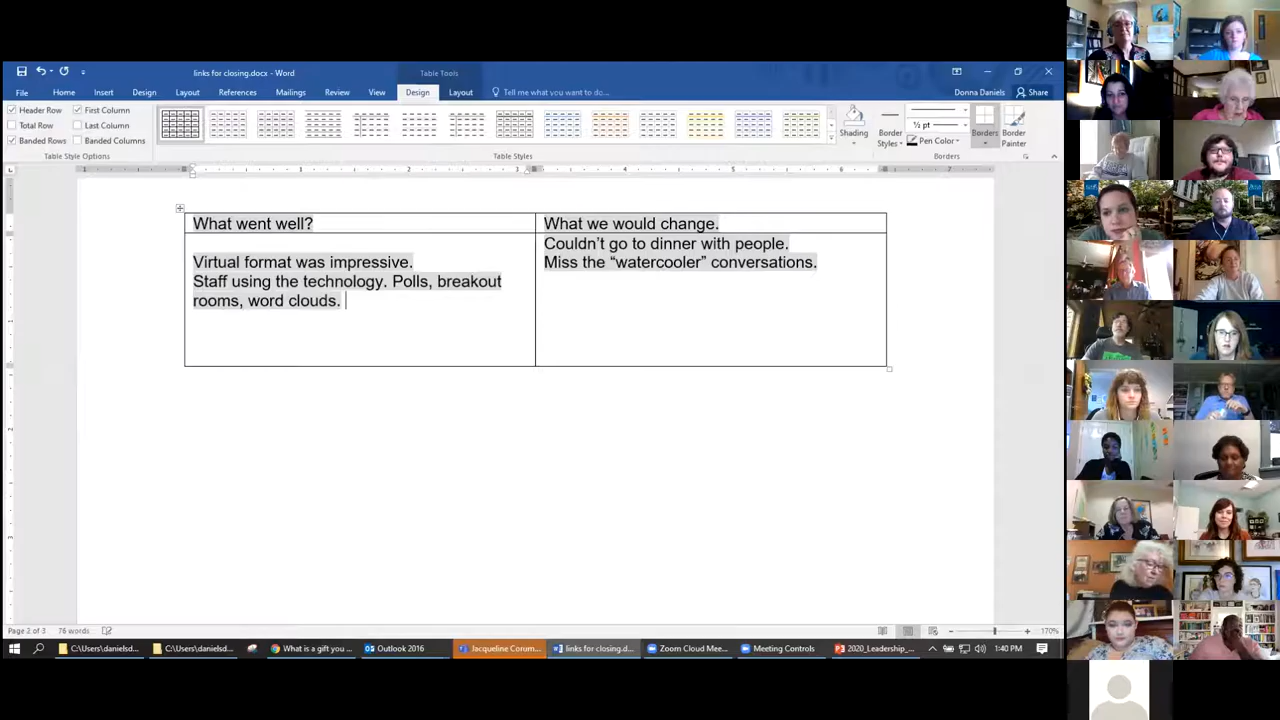 links for closing.docx - Word
Table Tools
File Home Insert Design Layout References Mailings Review View Design Layout Tell me what you want to do... Donna Daniels Share
Header Row First Column
Total Row Last Column
Banded Rows Banded Columns
Table Style Options
Table Styles
Shading
Border
Styles
½ pt
Pen Color
Borders
Border
Painter
Borders
What went well? What we would change.
Virtual format was impressive.
Staff using the technology. Polls, breakout
rooms, word clouds.
Couldn’t go to dinner with people.
Miss the “watercooler” conversations.
Page 2 of 3 76 words 170%
C:\Users\danielsd... C:\Users\danielsd... What is a gift you ... Outlook 2016 Jacqueline Corum... links for closing.d... Zoom Cloud Mee... Meeting Controls 2020_Leadership_... 1:40 PM